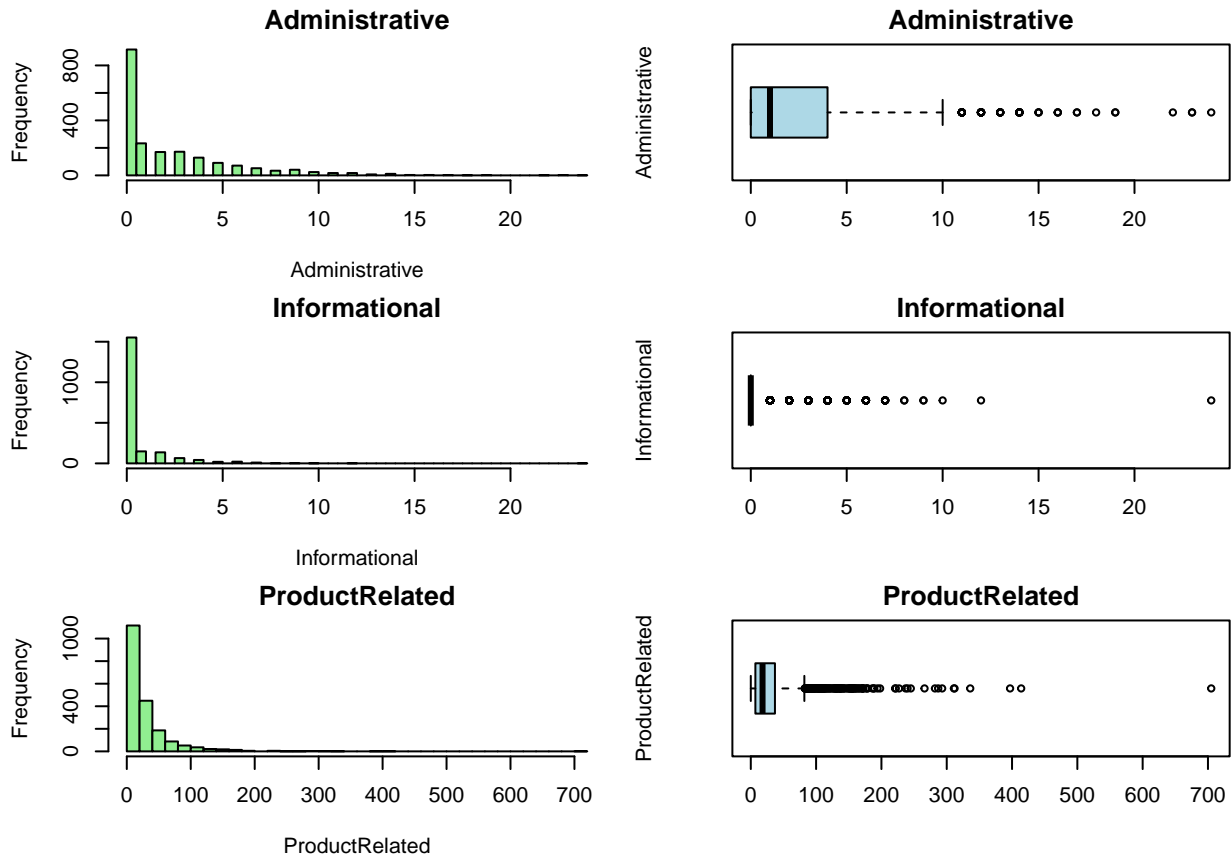 Administrative
Frequency
0 400 800
0 5 10 15 20
Administrative
Administrative
Administrative
0 5 10 15 20
Informational
Frequency
0 1000
0 5 10 15 20
Informational
Informational
Informational
0 5 10 15 20
ProductRelated
Frequency
0 400 1000
0 100 200 300 400 500 600 700
ProductRelated
ProductRelated
ProductRelated
0 100 200 300 400 500 600 700